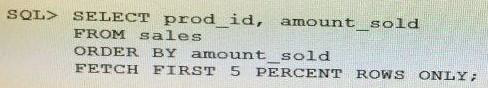 SQL> SELECT prod_id, amount_sold
FROM sales
ORDER BY amount_sold
FETCH FIRST 5 PERCENT ROWS ONLY;